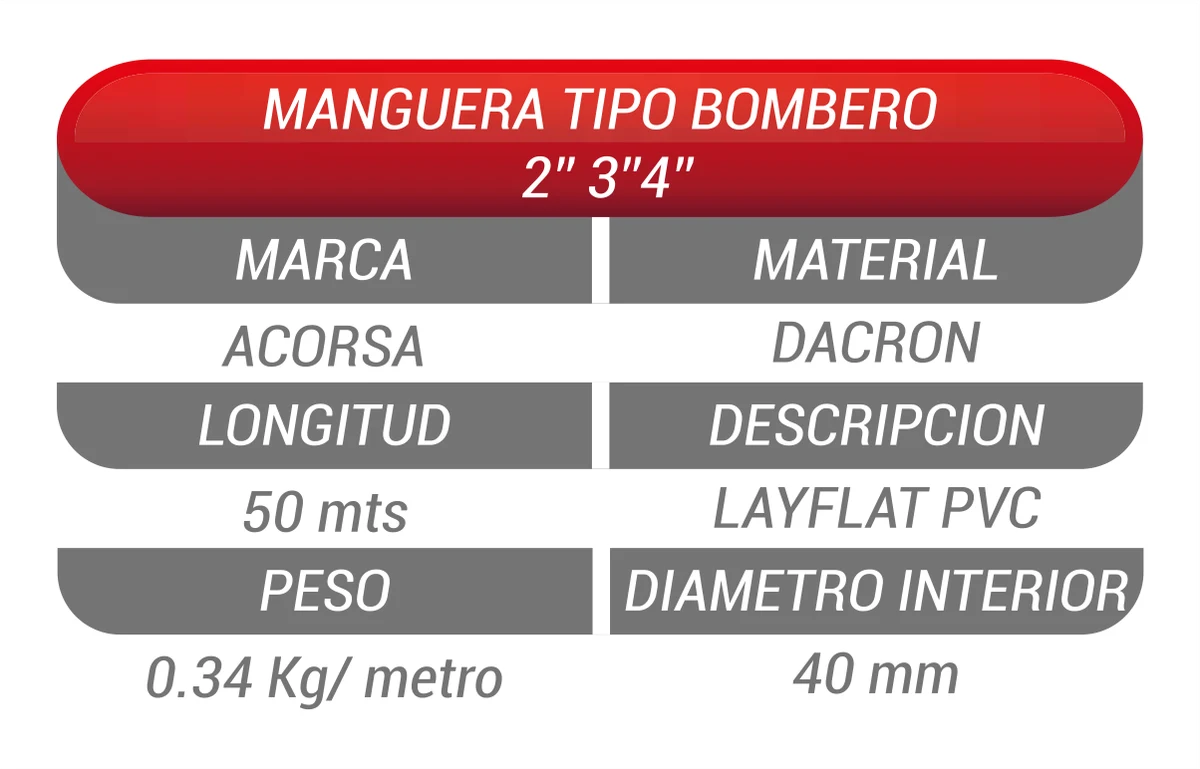 MANGUERA TIPO BOMBERO
2" 3"4"
MARCA MATERIAL
ACORSA DACRON
LONGITUD DESCRIPCION
50 mts LAYFLAT PVC
PESO DIAMETRO INTERIOR
0.34 Kg/ metro 40 mm